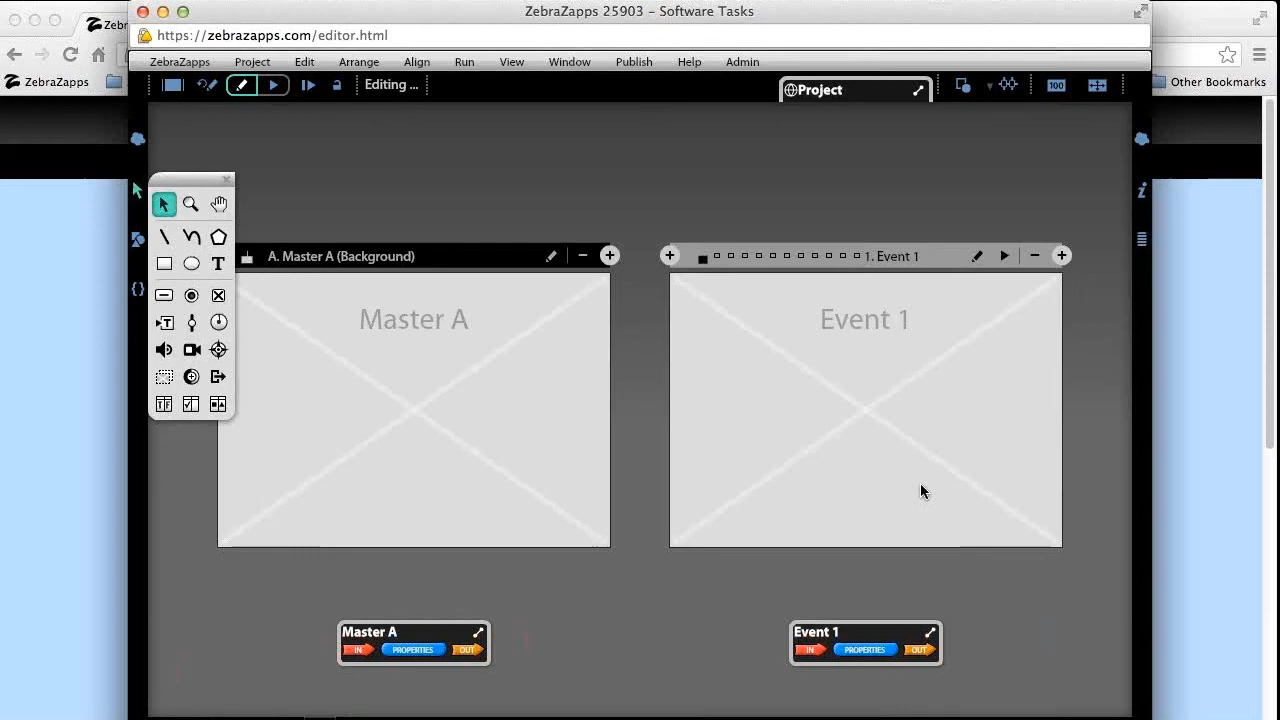 ZebraZapps 25903 – Software Tasks
Zebra
https://zebrazapps.com/editor.html
ZebraZapps Project Edit Arrange Align Run View Window Publish Help Admin
ZebraZapps
Other Bookmarks
Editing ...
Project
100
A. Master A (Background)
1. Event 1
T
Master A
Event 1
T
T F
Master A
IN PROPERTIES OUT
Event 1
IN PROPERTIES OUT